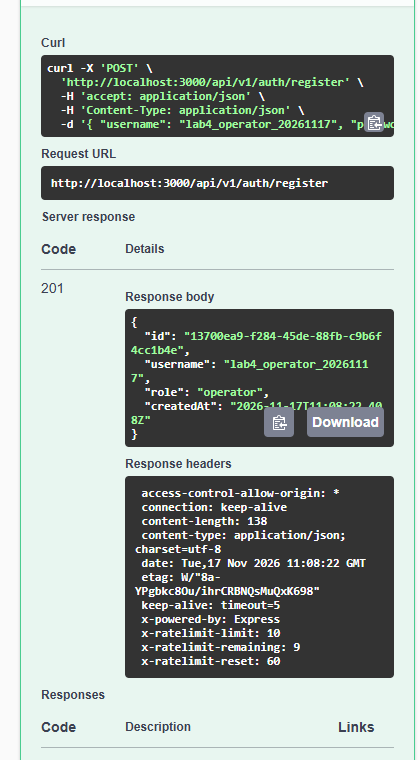 Curl
curl -X 'POST' \
'http://localhost:3000/api/v1/auth/register' \
-H 'accept: application/json' \
-H 'Content-Type: application/json' \
-d '{ "username": "lab4_operator_20261117",
Request URL
http://localhost:3000/api/v1/auth/register
Server response
Code Details
201
Response body
{
"id": "13700ea9-f284-45de-88fb-c9b6f
4cc1b4e",
"username": "lab4_operator_2026111
7",
"role": "operator",
"createdAt": "2026-11-17T11:08:22.40
8Z"
}
Download
Response headers
access-control-allow-origin: *
connection: keep-alive
content-length: 138
content-type: application/json;
charset=utf-8
date: Tue,17 Nov 2026 11:08:22 GMT
etag: W/"8a-
YPgbkc8Ou/ihrCRBNQsMuQxK698"
keep-alive: timeout=5
x-powered-by: Express
x-ratelimit-limit: 10
x-ratelimit-remaining: 9
x-ratelimit-reset: 60
Responses
Code Description Links